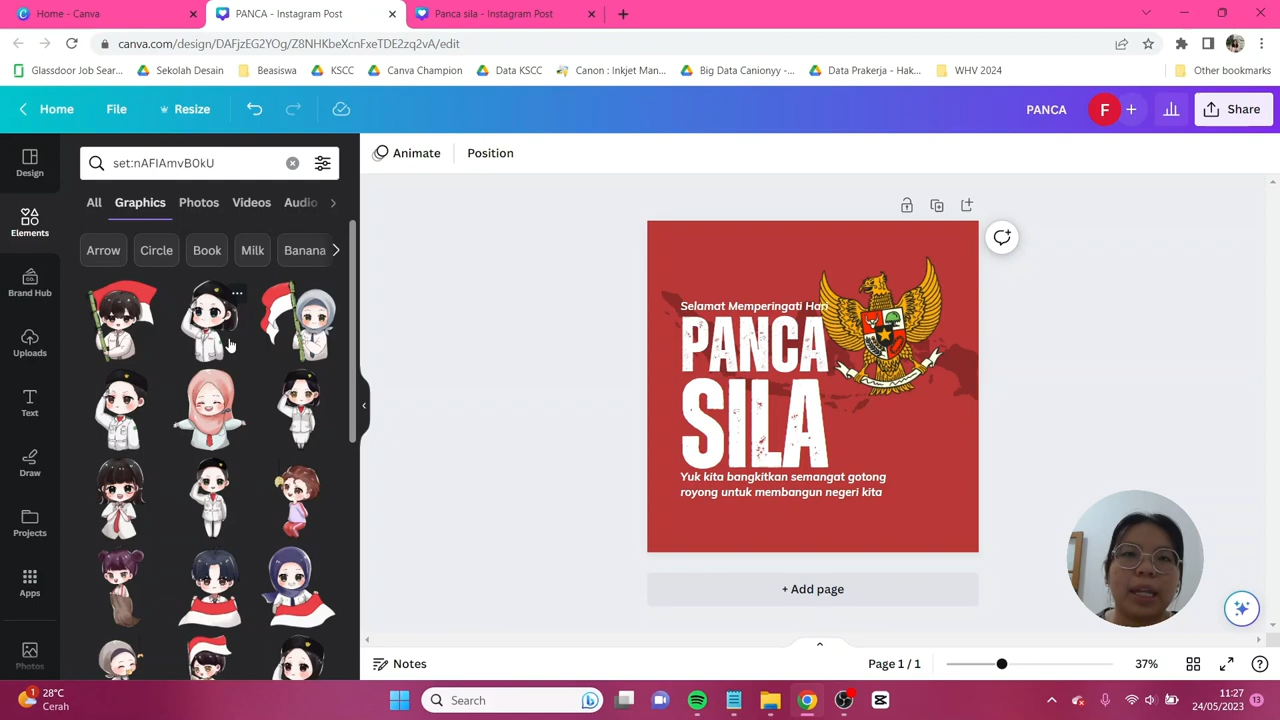 Home - Canva
PANCA - Instagram Post
Panca sila - Instagram Post
canva.com/design/DAFjzEG2YOg/Z8NHKbeXcnFxeTDE2zq2vA/edit
Glassdoor Job Sear...
Sekolah Desain
Beasiswa
KSCC
Canva Champion
Data KSCC
Canon : Inkjet Man...
Big Data Canionyy -...
Data Prakerja - Hak...
WHV 2024
Other bookmarks
Home
File
Resize
PANCA
F
Share
Design
Elements
Brand Hub
Uploads
Text
Draw
Projects
Apps
Photos
set:nAFIAmvB0kU
All
Graphics
Photos
Videos
Audio
Arrow
Circle
Book
Milk
Banana
Animate
Position
Selamat Memperingati Hari
PANCA
SILA
Yuk kita bangkitkan semangat gotong
royong untuk membangun negeri kita
+ Add page
Notes
Page 1 / 1
37%
1
28°C
Cerah
Search
11:27
24/05/2023
13